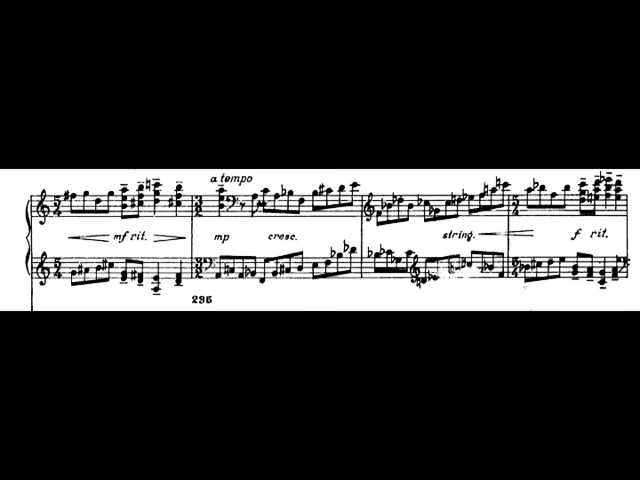 a tempo
mf rit. mp cresc. string. f rit.
236